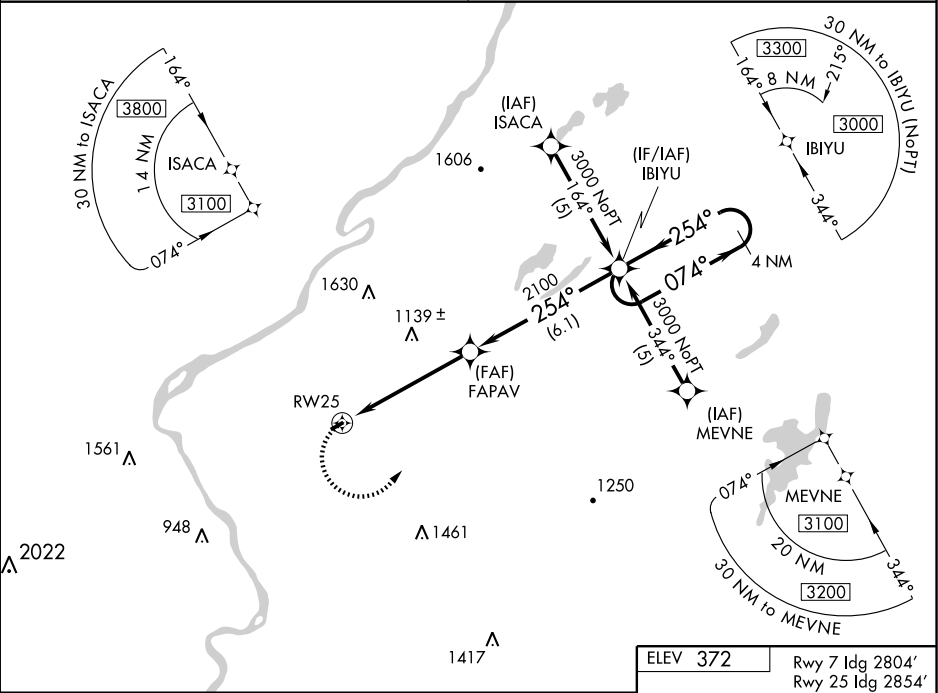 30 NM to ISACA
164°
3800
14 NM
ISACA
3100
074°
(IAF)
ISACA
1606
3000 NoPT
164°
(5)
(IF/IAF)
IBIYU
30 NM to IBIYU (NoPT)
3300
164°
8 NM
215°
3000
IBIYU
344°
254°
074°
4 NM
1630
1139 ±
2100
254°
(6.1)
3000 NoPT
344°
(5)
(FAF)
FAPAV
RW25
(IAF)
MEVNE
1561
1250
074°
MEVNE
3100
20 NM
344°
3200
30 NM to MEVNE
948
1461
2022
1417
ELEV 372
Rwy 7 ldg 2804'
Rwy 25 ldg 2854'